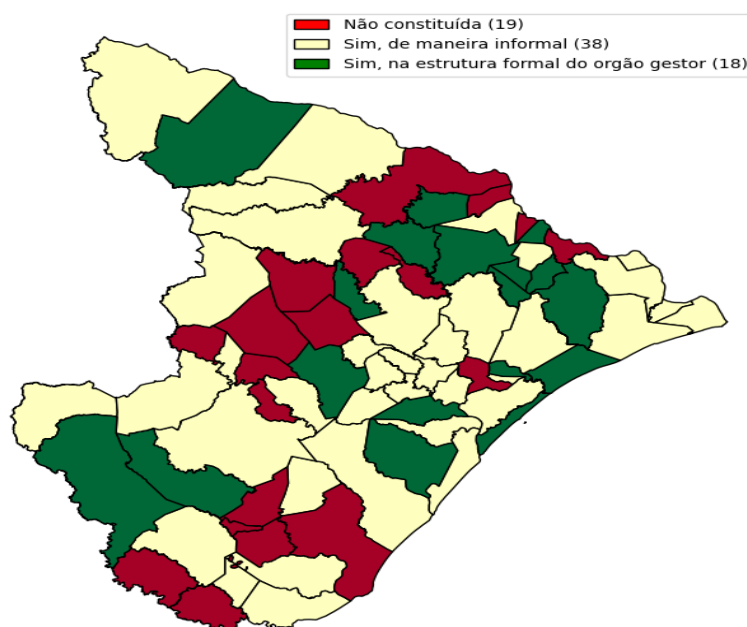 Não constituída (19)
Sim, de maneira informal (38)
Sim, na estrutura formal do orgão gestor (18)